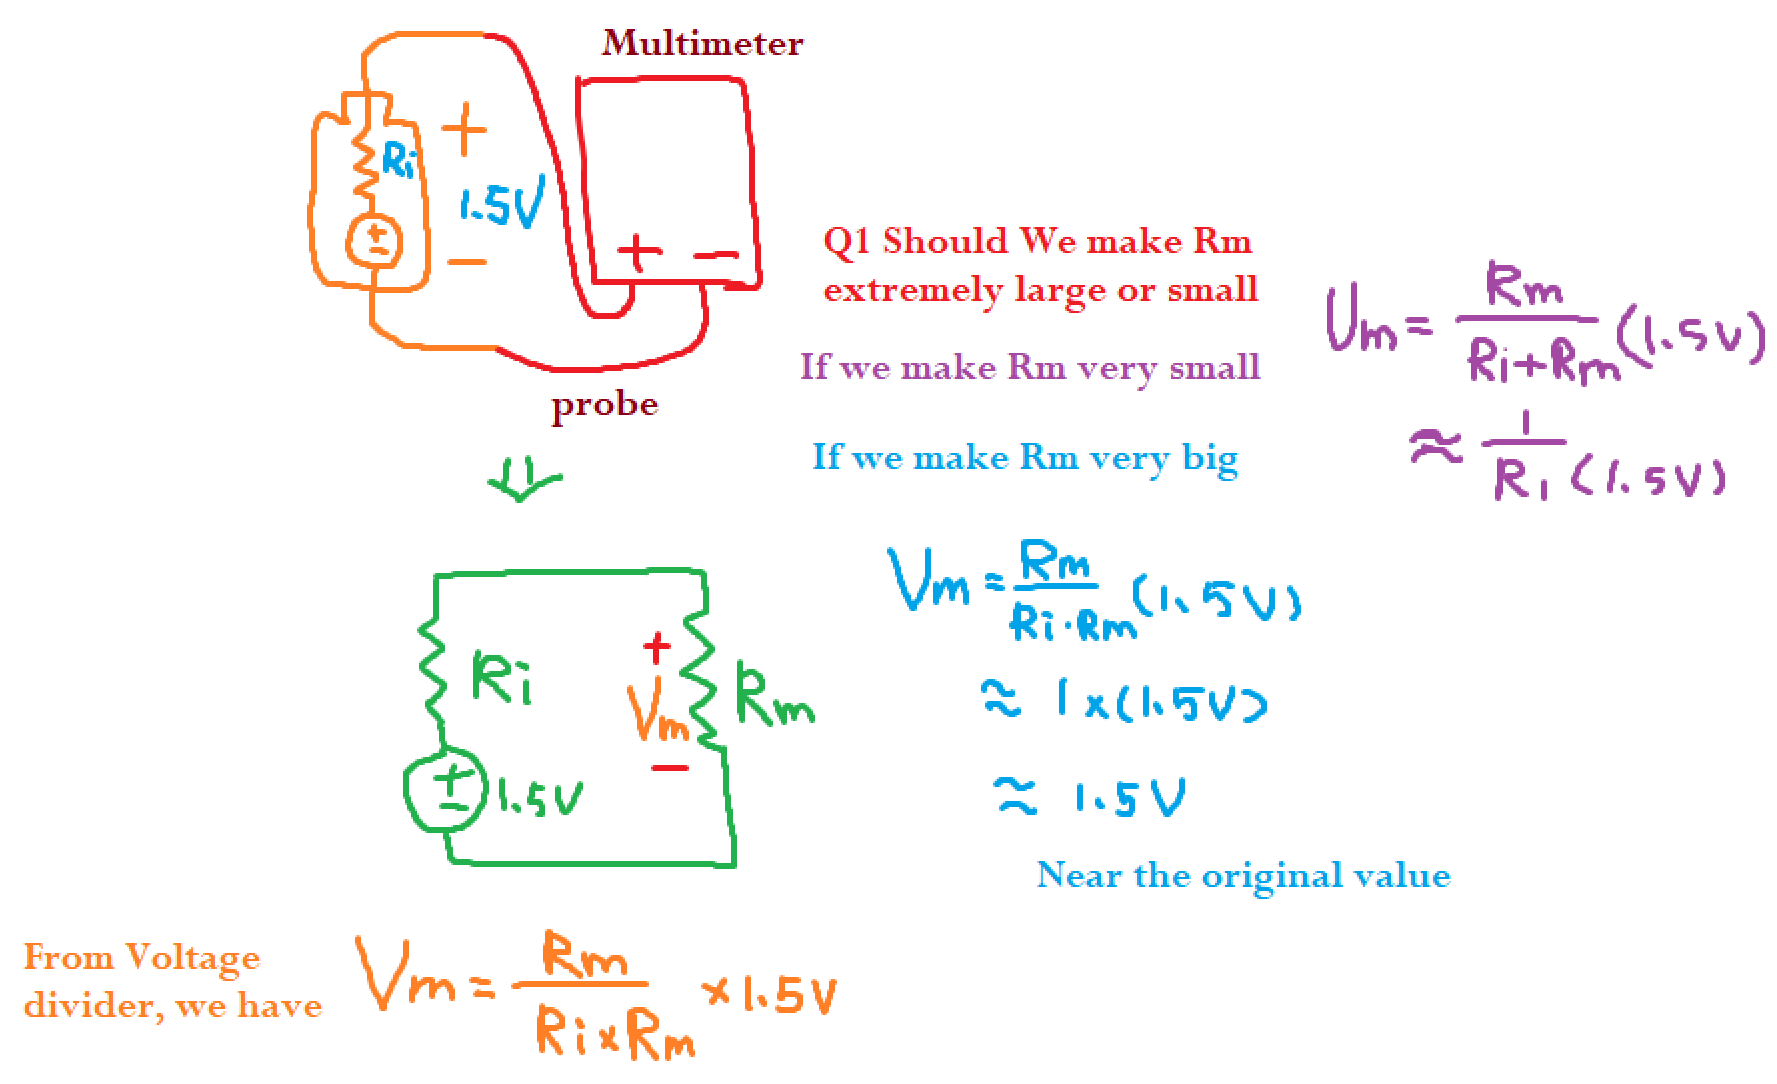 Multimeter
+
Ri
1.5V
±
−
+ −
probe
Q1 Should We make Rm
extremely large or small
If we make Rm very small
If we make Rm very big
Um = Rm / Ri+Rm (1.5V)
≈ 1 / Ri (1.5V)
⇓
Ri
+
Vm
−
Rm
± 1.5V
Vm = Rm / Ri·Rm (1.5V)
≈ 1 x (1.5V)
≈ 1.5V
Near the original value
From Voltage
divider, we have
Vm = Rm / Ri x Rm x 1.5V